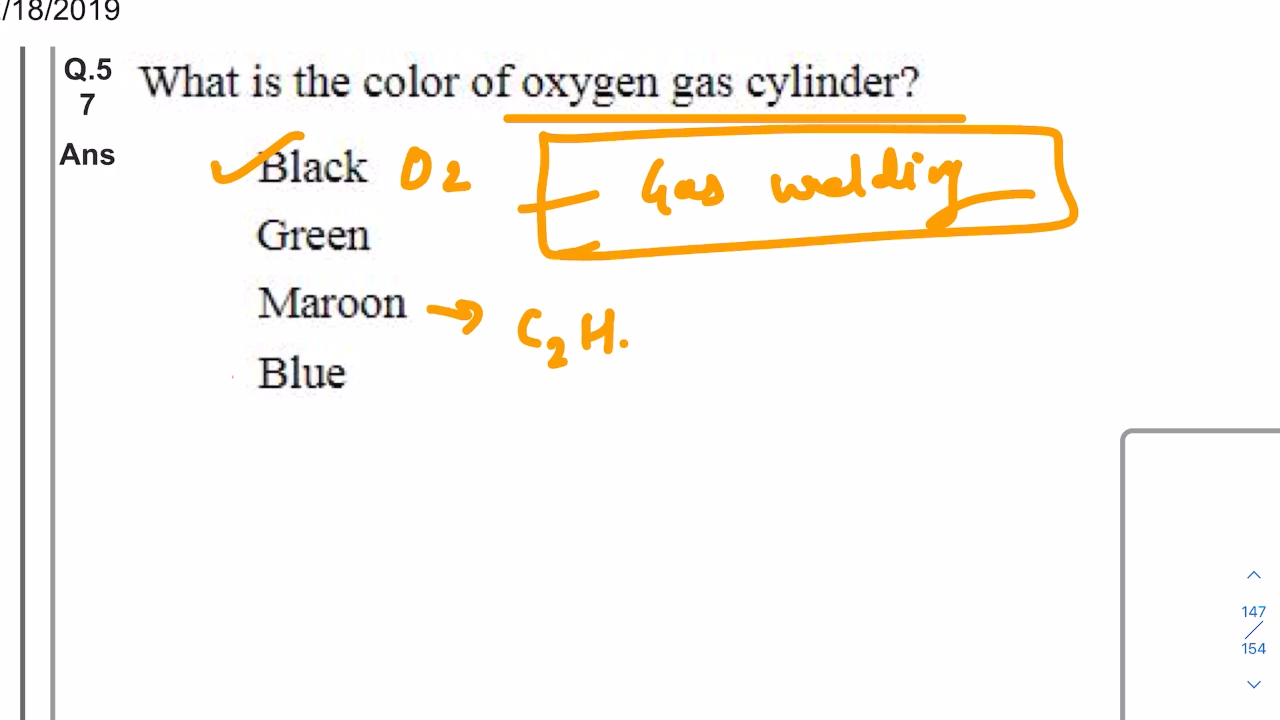 /18/2019
Q.5
7
What is the color of oxygen gas cylinder?
Ans
Black O2
Gas welding
Green
Maroon → C2H.
Blue
147
/
154